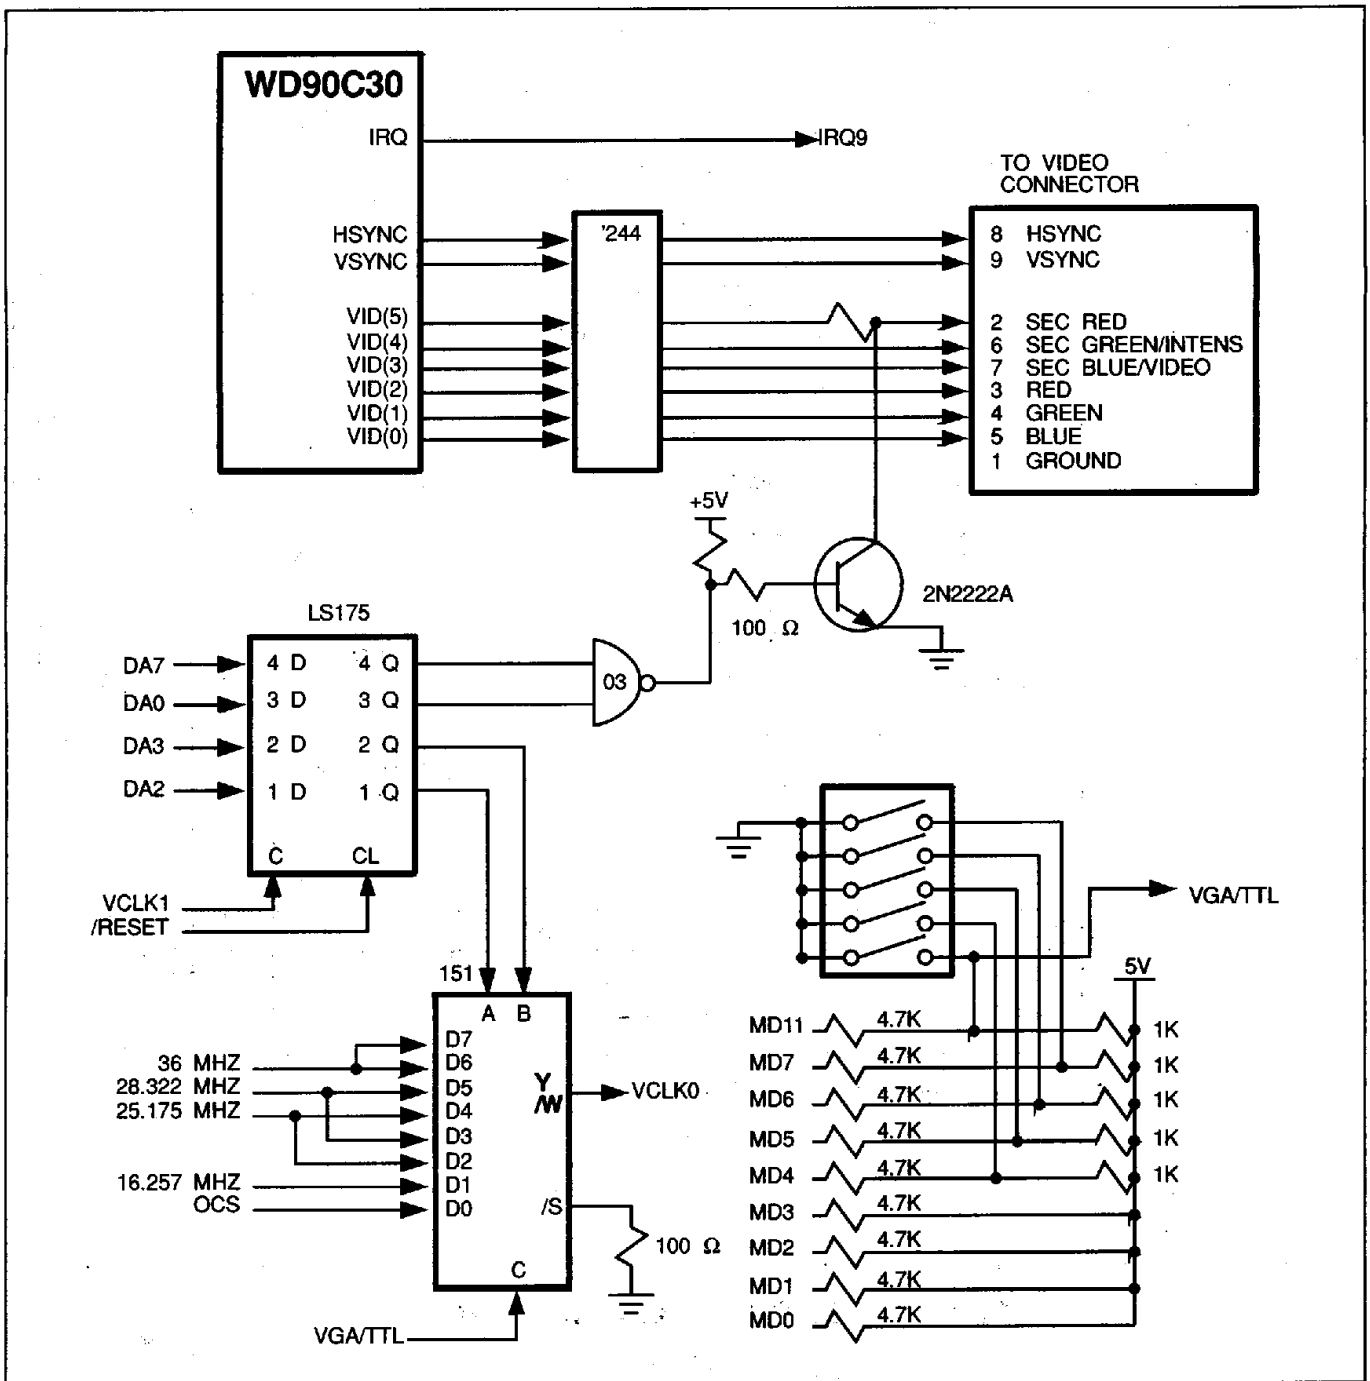 WD90C30
IRQ
IRQ9
TO VIDEO
CONNECTOR
HSYNC
VSYNC
'244
8 HSYNC
9 VSYNC
VID(5)
VID(4)
VID(3)
VID(2)
VID(1)
VID(0)
2 SEC RED
6 SEC GREEN/INTENS
7 SEC BLUE/VIDEO
3 RED
4 GREEN
5 BLUE
1 GROUND
+5V
2N2222A
100 Ω
LS175
DA7
DA0
DA3
DA2
4 D 4 Q
3 D 3 Q
2 D 2 Q
1 D 1 Q
C CL
03
VCLK1
/RESET
VGA/TTL
5V
151
A B
D7
D6
D5
D4
D3
D2
D1
D0
36 MHZ
28.322 MHZ
25.175 MHZ
16.257 MHZ
OCS
Y
/W
VCLK0
/S
100 Ω
C
VGA/TTL
MD11 4.7K 1K
MD7 4.7K 1K
MD6 4.7K 1K
MD5 4.7K 1K
MD4 4.7K 1K
MD3 4.7K
MD2 4.7K
MD1 4.7K
MD0 4.7K